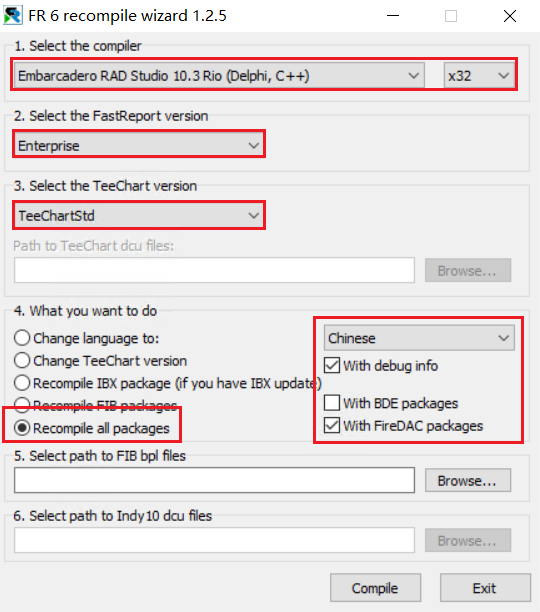 FR 6 recompile wizard 1.2.5
1. Select the compiler
Embarcadero RAD Studio 10.3 Rio (Delphi, C++) x32
2. Select the FastReport version
Enterprise
3. Select the TeeChart version
TeeChartStd
Path to TeeChart dcu files:
Browse...
4. What you want to do
Change language to: Chinese
Change TeeChart version With debug info
Recompile IBX package (if you have IBX update)
Recompile FIB packages With BDE packages
Recompile all packages With FireDAC packages
5. Select path to FIB bpl files
Browse...
6. Select path to Indy10 dcu files
Browse...
Compile Exit